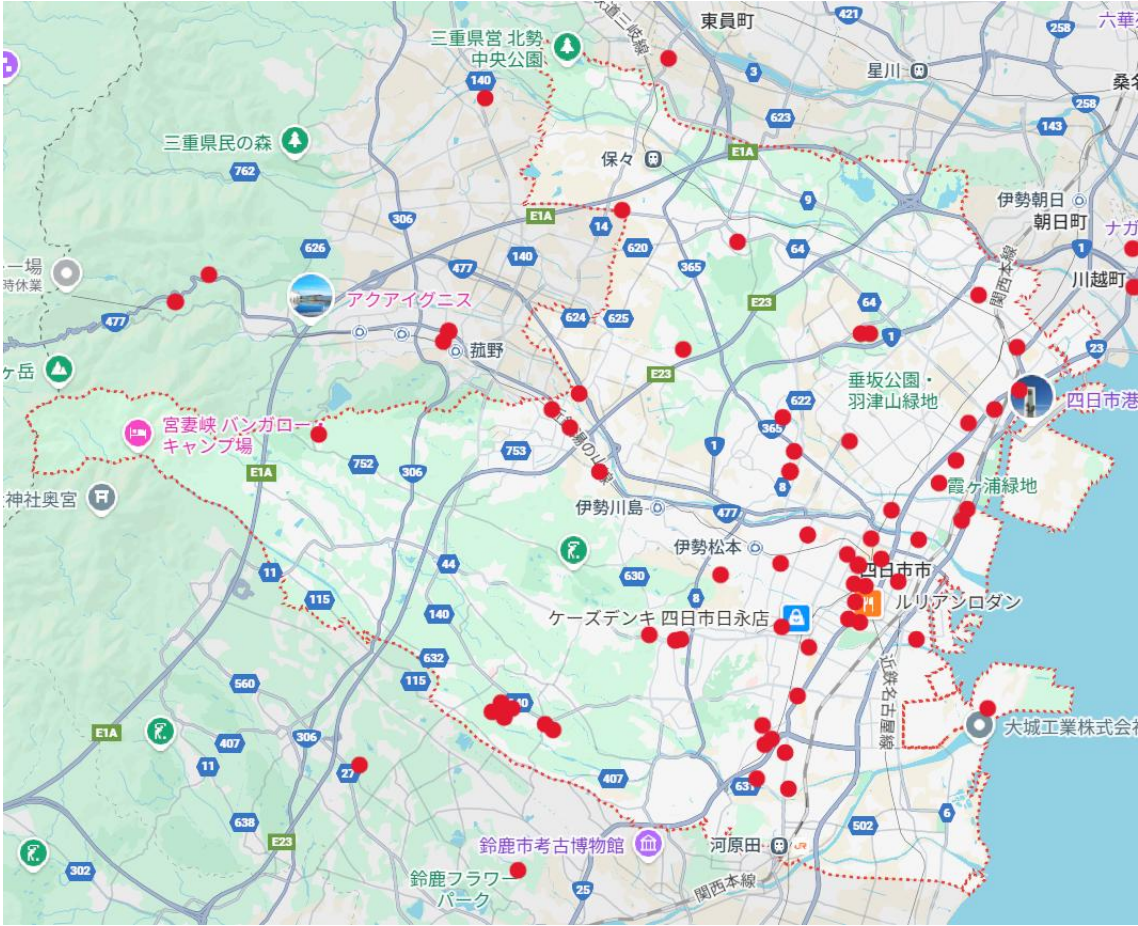 421
六華
東員町
三重県営 北勢
中央公園
258
140
3
星川
桑名
258
143
623
三重県民の森
保々
E1A
762
9
伊勢朝日
朝日町
306
E1A
14
620
64
ナガ
1
626
365
関西本線
川越町
140
477
ー場
時休業
アクアイグニス
E23
64
624
625
1
477
菰野
23
ヶ岳
E23
垂坂公園・
羽津山緑地
622
四日市港
宮妻峡 バンガロー
キャンプ場
365
753
752
1
E1A
306
8
神社奥宮
霞ヶ浦緑地
伊勢川島
477
伊勢松本
44
11
630
四日市市
115
8
ルリアンロダン
140
ケーズデンキ 四日市日永店
632
115
560
近鉄名古屋線
大城工業株式会社
E1A
306
407
11
27
407
631
6
638
502
E23
鈴鹿市考古博物館
河原田
JR
302
鈴鹿フラワー
パーク
25
関西本線